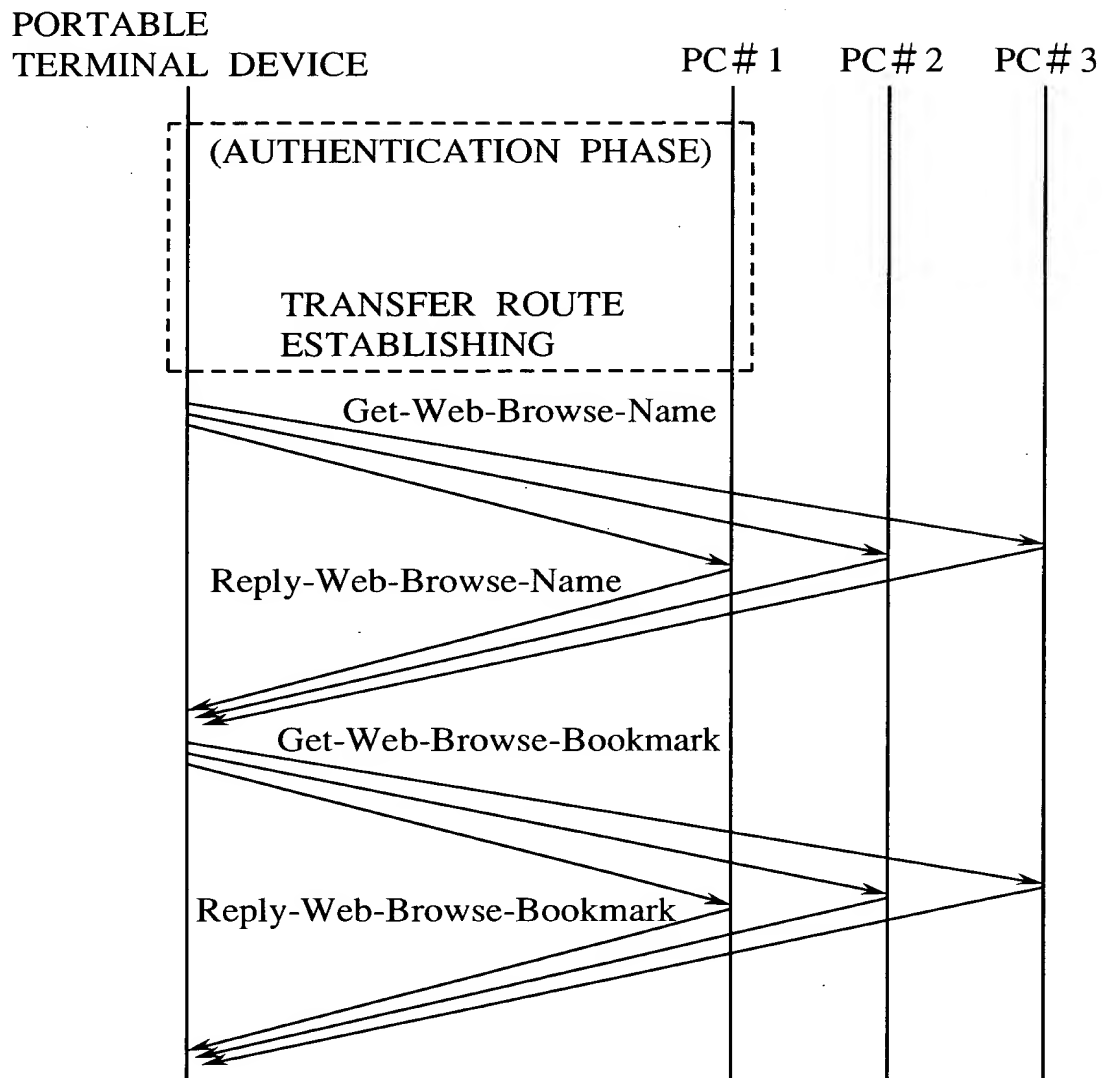 PORTABLE
TERMINAL DEVICE
PC#1
PC#2
PC#3
(AUTHENTICATION PHASE)
TRANSFER ROUTE
ESTABLISHING
Get-Web-Browse-Name
Reply-Web-Browse-Name
Get-Web-Browse-Bookmark
Reply-Web-Browse-Bookmark